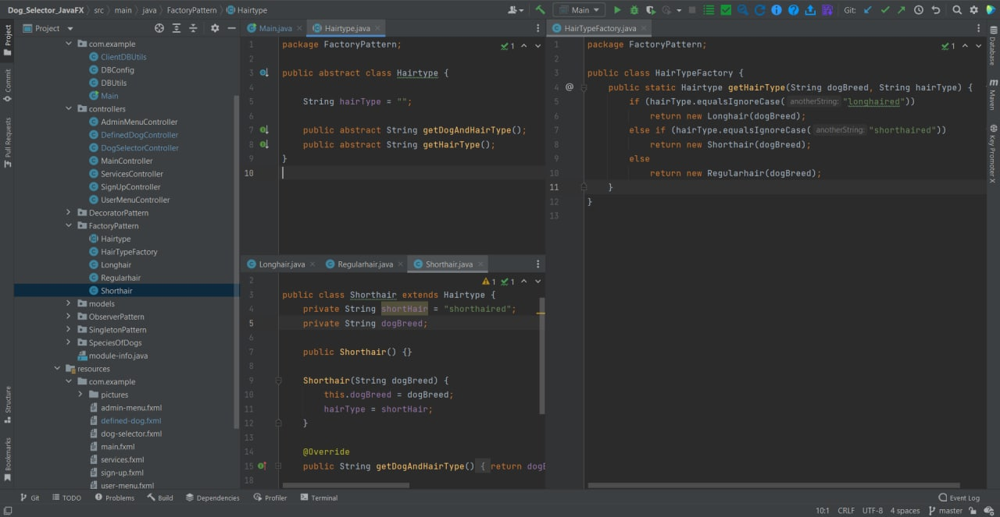 Dog_Selector_JavaFX > src > main > java > FactoryPattern > Hairtype
Main
Git:
Project
Project
Commit
Pull Requests
Structure
Bookmarks
com.example
ClientDBUtils
DBConfig
DBUtils
Main
controllers
AdminMenuController
DefinedDogController
DogSelectorController
MainController
ServicesController
SignUpController
UserMenuController
DecoratorPattern
FactoryPattern
Hairtype
HairTypeFactory
Longhair
Regularhair
Shorthair
models
ObserverPattern
SingletonPattern
SpeciesOfDogs
module-info.java
resources
com.example
pictures
admin-menu.fxml
defined-dog.fxml
dog-selector.fxml
main.fxml
services.fxml
sign-up.fxml
user-menu.fxml
Main.java
Hairtype.java
1 package FactoryPattern;
1
2
3 public abstract class Hairtype {
4
5 String hairType = "";
6
7 public abstract String getDogAndHairType();
8 public abstract String getHairType();
9 }
10
Longhair.java
Regularhair.java
Shorthair.java
2
1 1
3 public class Shorthair extends Hairtype {
4 private String shortHair = "shorthaired";
5 private String dogBreed;
6
7 public Shorthair() {}
8
9 Shorthair(String dogBreed) {
10 this.dogBreed = dogBreed;
11 hairType = shortHair;
12 }
13
14 @Override
15 public String getDogAndHairType() { return dogB
18
HairTypeFactory.java
1 package FactoryPattern;
1
2
3 public class HairTypeFactory {
4 @ public static Hairtype getHairType(String dogBreed, String hairType) {
5 if (hairType.equalsIgnoreCase( anotherString: "longhaired"))
6 return new Longhair(dogBreed);
7 else if (hairType.equalsIgnoreCase( anotherString: "shorthaired"))
8 return new Shorthair(dogBreed);
9 else
10 return new Regularhair(dogBreed);
11 }
12 }
13
Database
m Maven
Key Promoter X
Git
TODO
Problems
Build
Dependencies
Profiler
Terminal
Event Log
10:1 CRLF UTF-8 4 spaces master